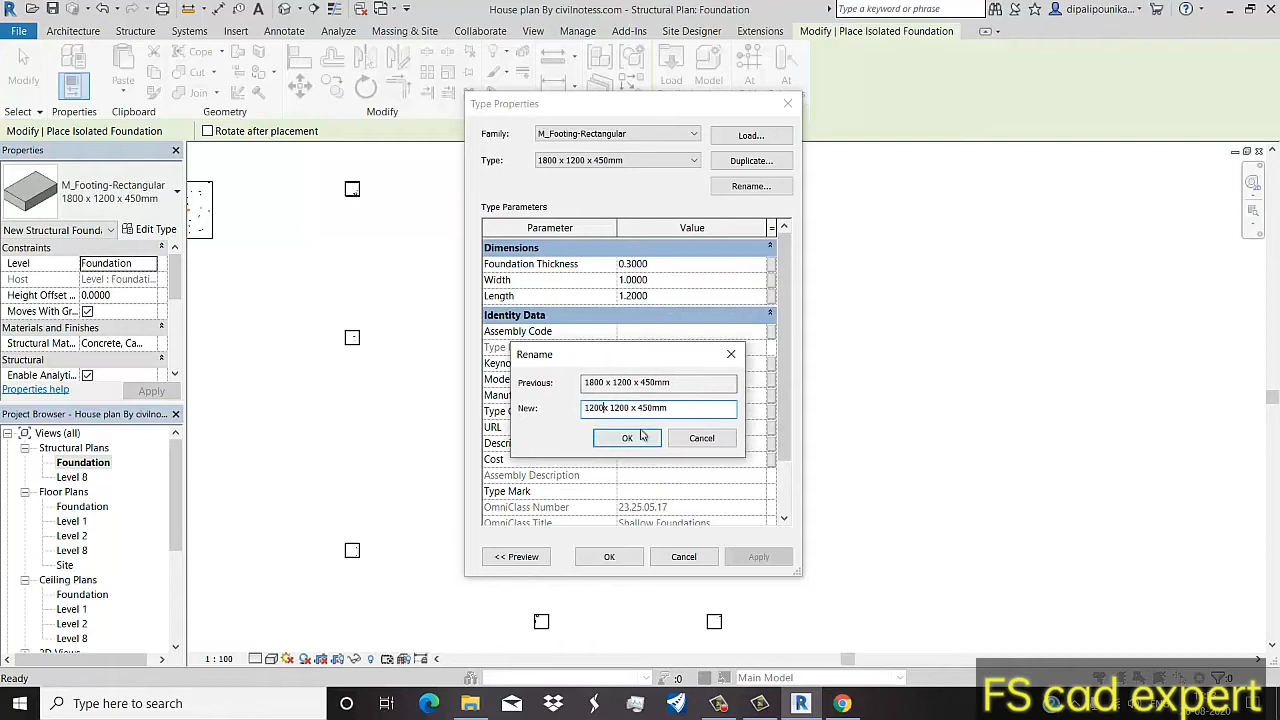 House plan By civilnotess.com - Structural Plan: Foundation
Type a keyword or phrase
dipalipounika...
File Architecture Structure Systems Insert Annotate Analyze Massing & Site Collaborate View Manage Add-Ins Site Designer Extensions Modify | Place Isolated Foundation
Cope
Modify Paste Cut Load Model At At
Join
Select Properties Clipboard Geometry Modify
Modify | Place Isolated Foundation Rotate after placement
Properties
M_Footing-Rectangular
1800 x 1200 x 450mm
New Structural Founda Edit Type
Constraints
Level Foundation
Host Level : Foundati...
Height Offset ... 0.0000
Moves With Gr...
Materials and Finishes
Structural Mat... Concrete, Ca...
Structural
Enable Analyti...
Properties help Apply
Project Browser - House plan By civilnotess....
Views (all)
Structural Plans
Foundation
Level 8
Floor Plans
Foundation
Level 1
Level 2
Level 8
Site
Ceiling Plans
Foundation
Level 1
Level 2
Level 8
Type Properties
Family: M_Footing-Rectangular Load...
Type: 1800 x 1200 x 450mm Duplicate...
Rename...
Type Parameters
Parameter Value =
Dimensions
Foundation Thickness 0.3000
Width 1.0000
Length 1.2000
Identity Data
Assembly Code
Rename
Previous: 1800 x 1200 x 450mm
New: 1200x 1200 x 450mm
OK Cancel
URL
Cost
Assembly Description
Type Mark
OmniClass Number 23.25.05.17
OmniClass Title Shallow Foundations
<< Preview OK Cancel Apply
1 : 100
Ready :0 Main Model :0
Type here to search
FS cad expert